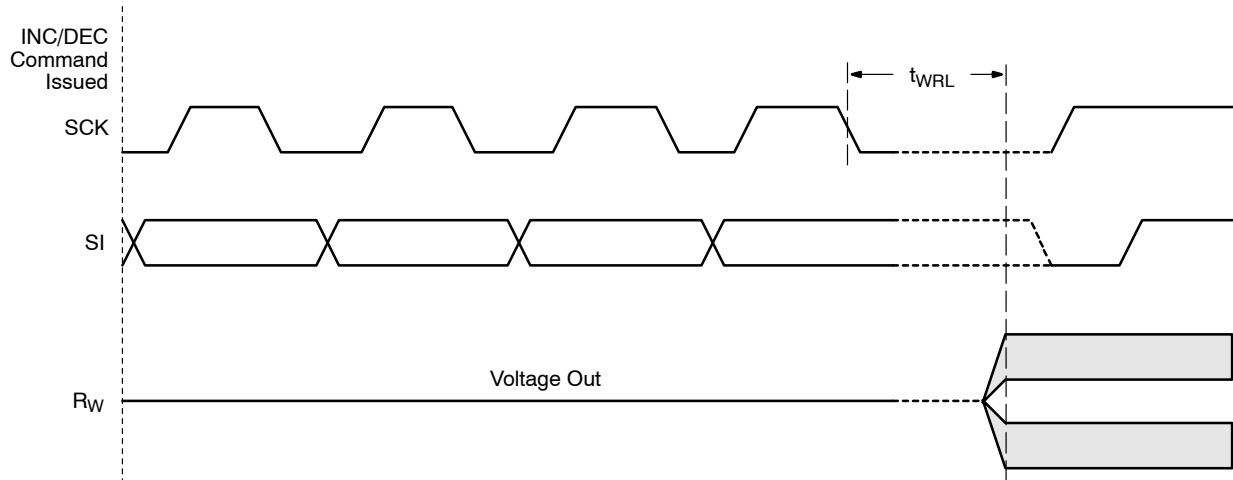 INC/DEC
Command
Issued
t_WRL
SCK
SI
Voltage Out
R_W